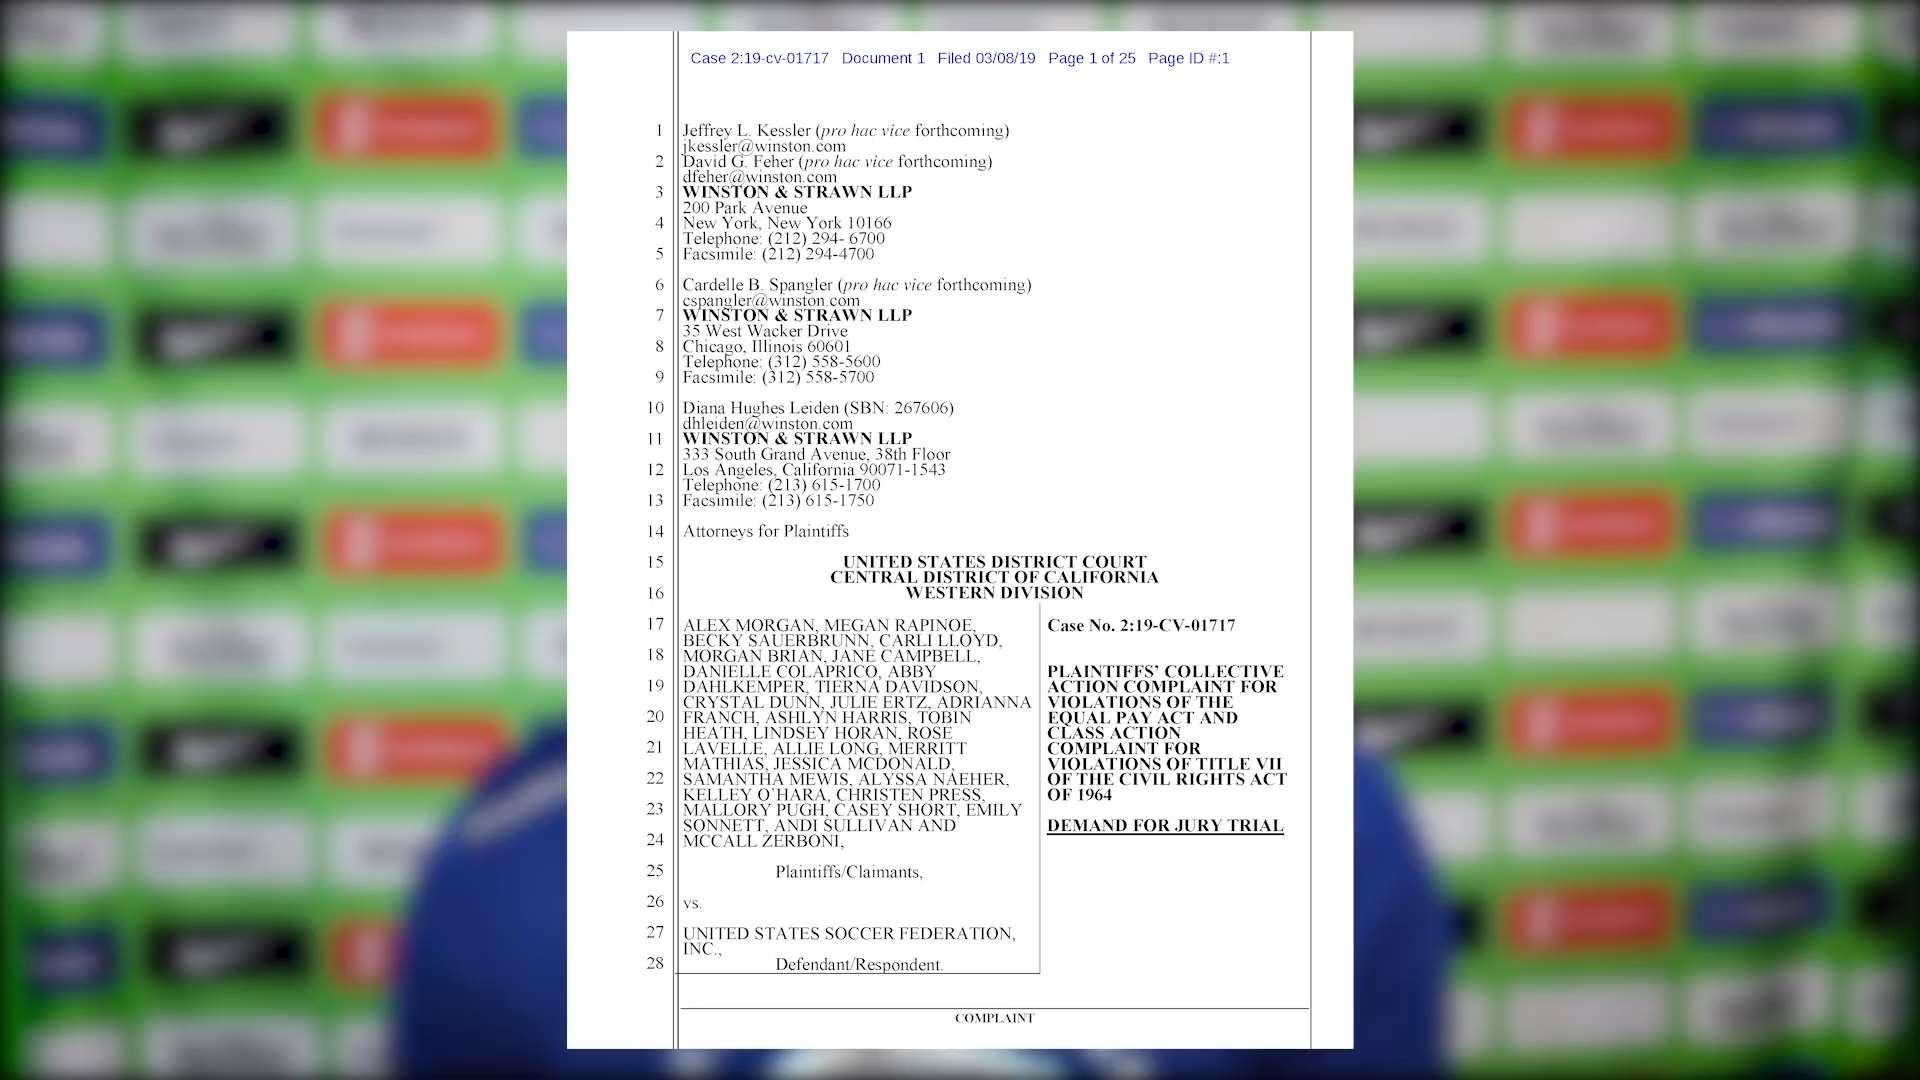 Case 2:19-cv-01717 Document 1 Filed 03/08/19 Page 1 of 25 Page ID #:1
1 Jeffrey L. Kessler (pro hac vice forthcoming)
jkessler@winston.com
2 David G. Feher (pro hac vice forthcoming)
dfeher@winston.com
3 WINSTON & STRAWN LLP
200 Park Avenue
4 New York, New York 10166
Telephone: (212) 294- 6700
5 Facsimile: (212) 294-4700
6 Cardelle B. Spangler (pro hac vice forthcoming)
cspangler@winston.com
7 WINSTON & STRAWN LLP
35 West Wacker Drive
8 Chicago, Illinois 60601
Telephone: (312) 558-5600
9 Facsimile: (312) 558-5700
10 Diana Hughes Leiden (SBN: 267606)
dhleiden@winston.com
11 WINSTON & STRAWN LLP
333 South Grand Avenue, 38th Floor
12 Los Angeles, California 90071-1543
Telephone: (213) 615-1700
13 Facsimile: (213) 615-1750
14 Attorneys for Plaintiffs
15 UNITED STATES DISTRICT COURT
CENTRAL DISTRICT OF CALIFORNIA
16 WESTERN DIVISION
17 ALEX MORGAN, MEGAN RAPINOE,
BECKY SAUERBRUNN, CARLI LLOYD,
18 MORGAN BRIAN, JANE CAMPBELL,
DANIELLE COLAPRICO, ABBY
19 DAHLKEMPER, TIERNA DAVIDSON,
CRYSTAL DUNN, JULIE ERTZ, ADRIANNA
20 FRANCH, ASHLYN HARRIS, TOBIN
HEATH, LINDSEY HORAN, ROSE
21 LAVELLE, ALLIE LONG, MERRITT
MATHIAS, JESSICA MCDONALD,
22 SAMANTHA MEWIS, ALYSSA NAEHER,
KELLEY O'HARA, CHRISTEN PRESS,
23 MALLORY PUGH, CASEY SHORT, EMILY
SONNETT, ANDI SULLIVAN AND
24 MCCALL ZERBONI,
25 Plaintiffs/Claimants,
26 vs.
27 UNITED STATES SOCCER FEDERATION,
INC.,
28 Defendant/Respondent.
Case No. 2:19-CV-01717
PLAINTIFFS' COLLECTIVE
ACTION COMPLAINT FOR
VIOLATIONS OF THE
EQUAL PAY ACT AND
CLASS ACTION
COMPLAINT FOR
VIOLATIONS OF TITLE VII
OF THE CIVIL RIGHTS ACT
OF 1964
DEMAND FOR JURY TRIAL
COMPLAINT